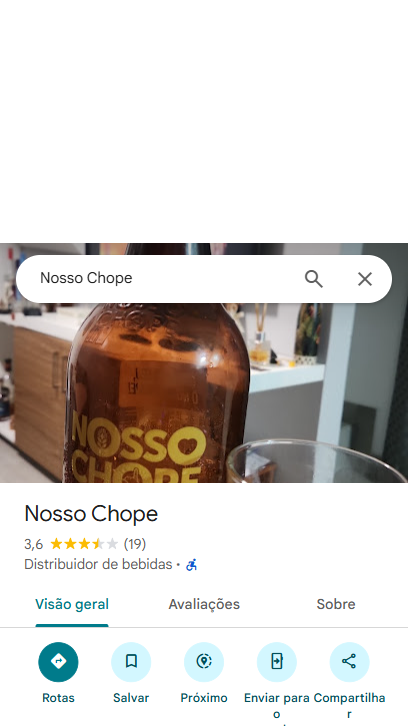 Nosso Chope
NOSSO
CHOPE
Nosso Chope
3,6 (19)
Distribuidor de bebidas ·
Visão geral
Avaliações
Sobre
Rotas
Salvar
Próximo
Enviar para
o
Compartilha
r